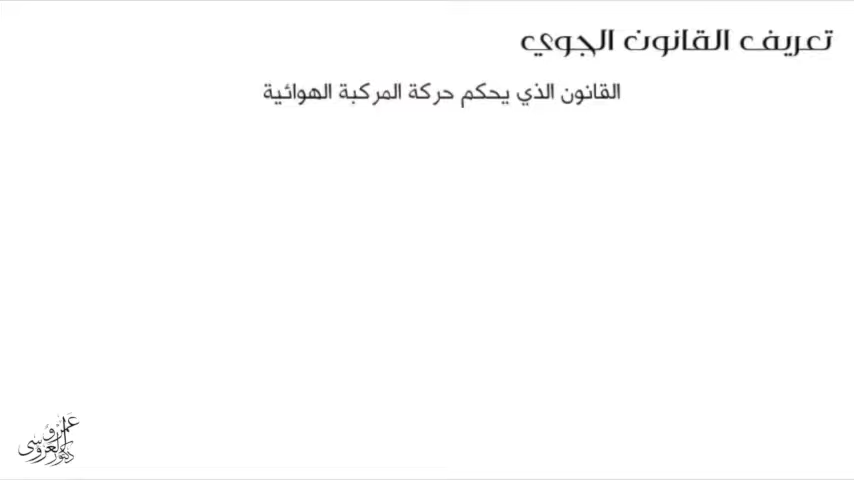 تعريف القانون الجوي
القانون الذي يحكم حركة المركبة الهوائية